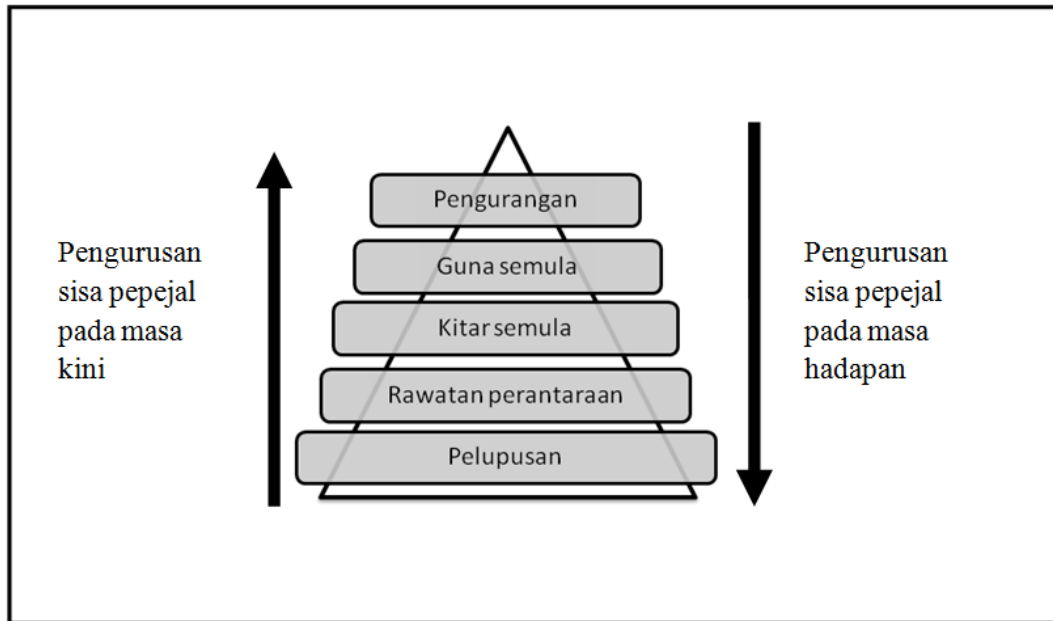 Pengurusan
sisa pepejal
pada masa
kini
Pengurangan
Guna semula
Kitar semula
Rawatan perantaraan
Pelupusan
Pengurusan
sisa pepejal
pada masa
hadapan